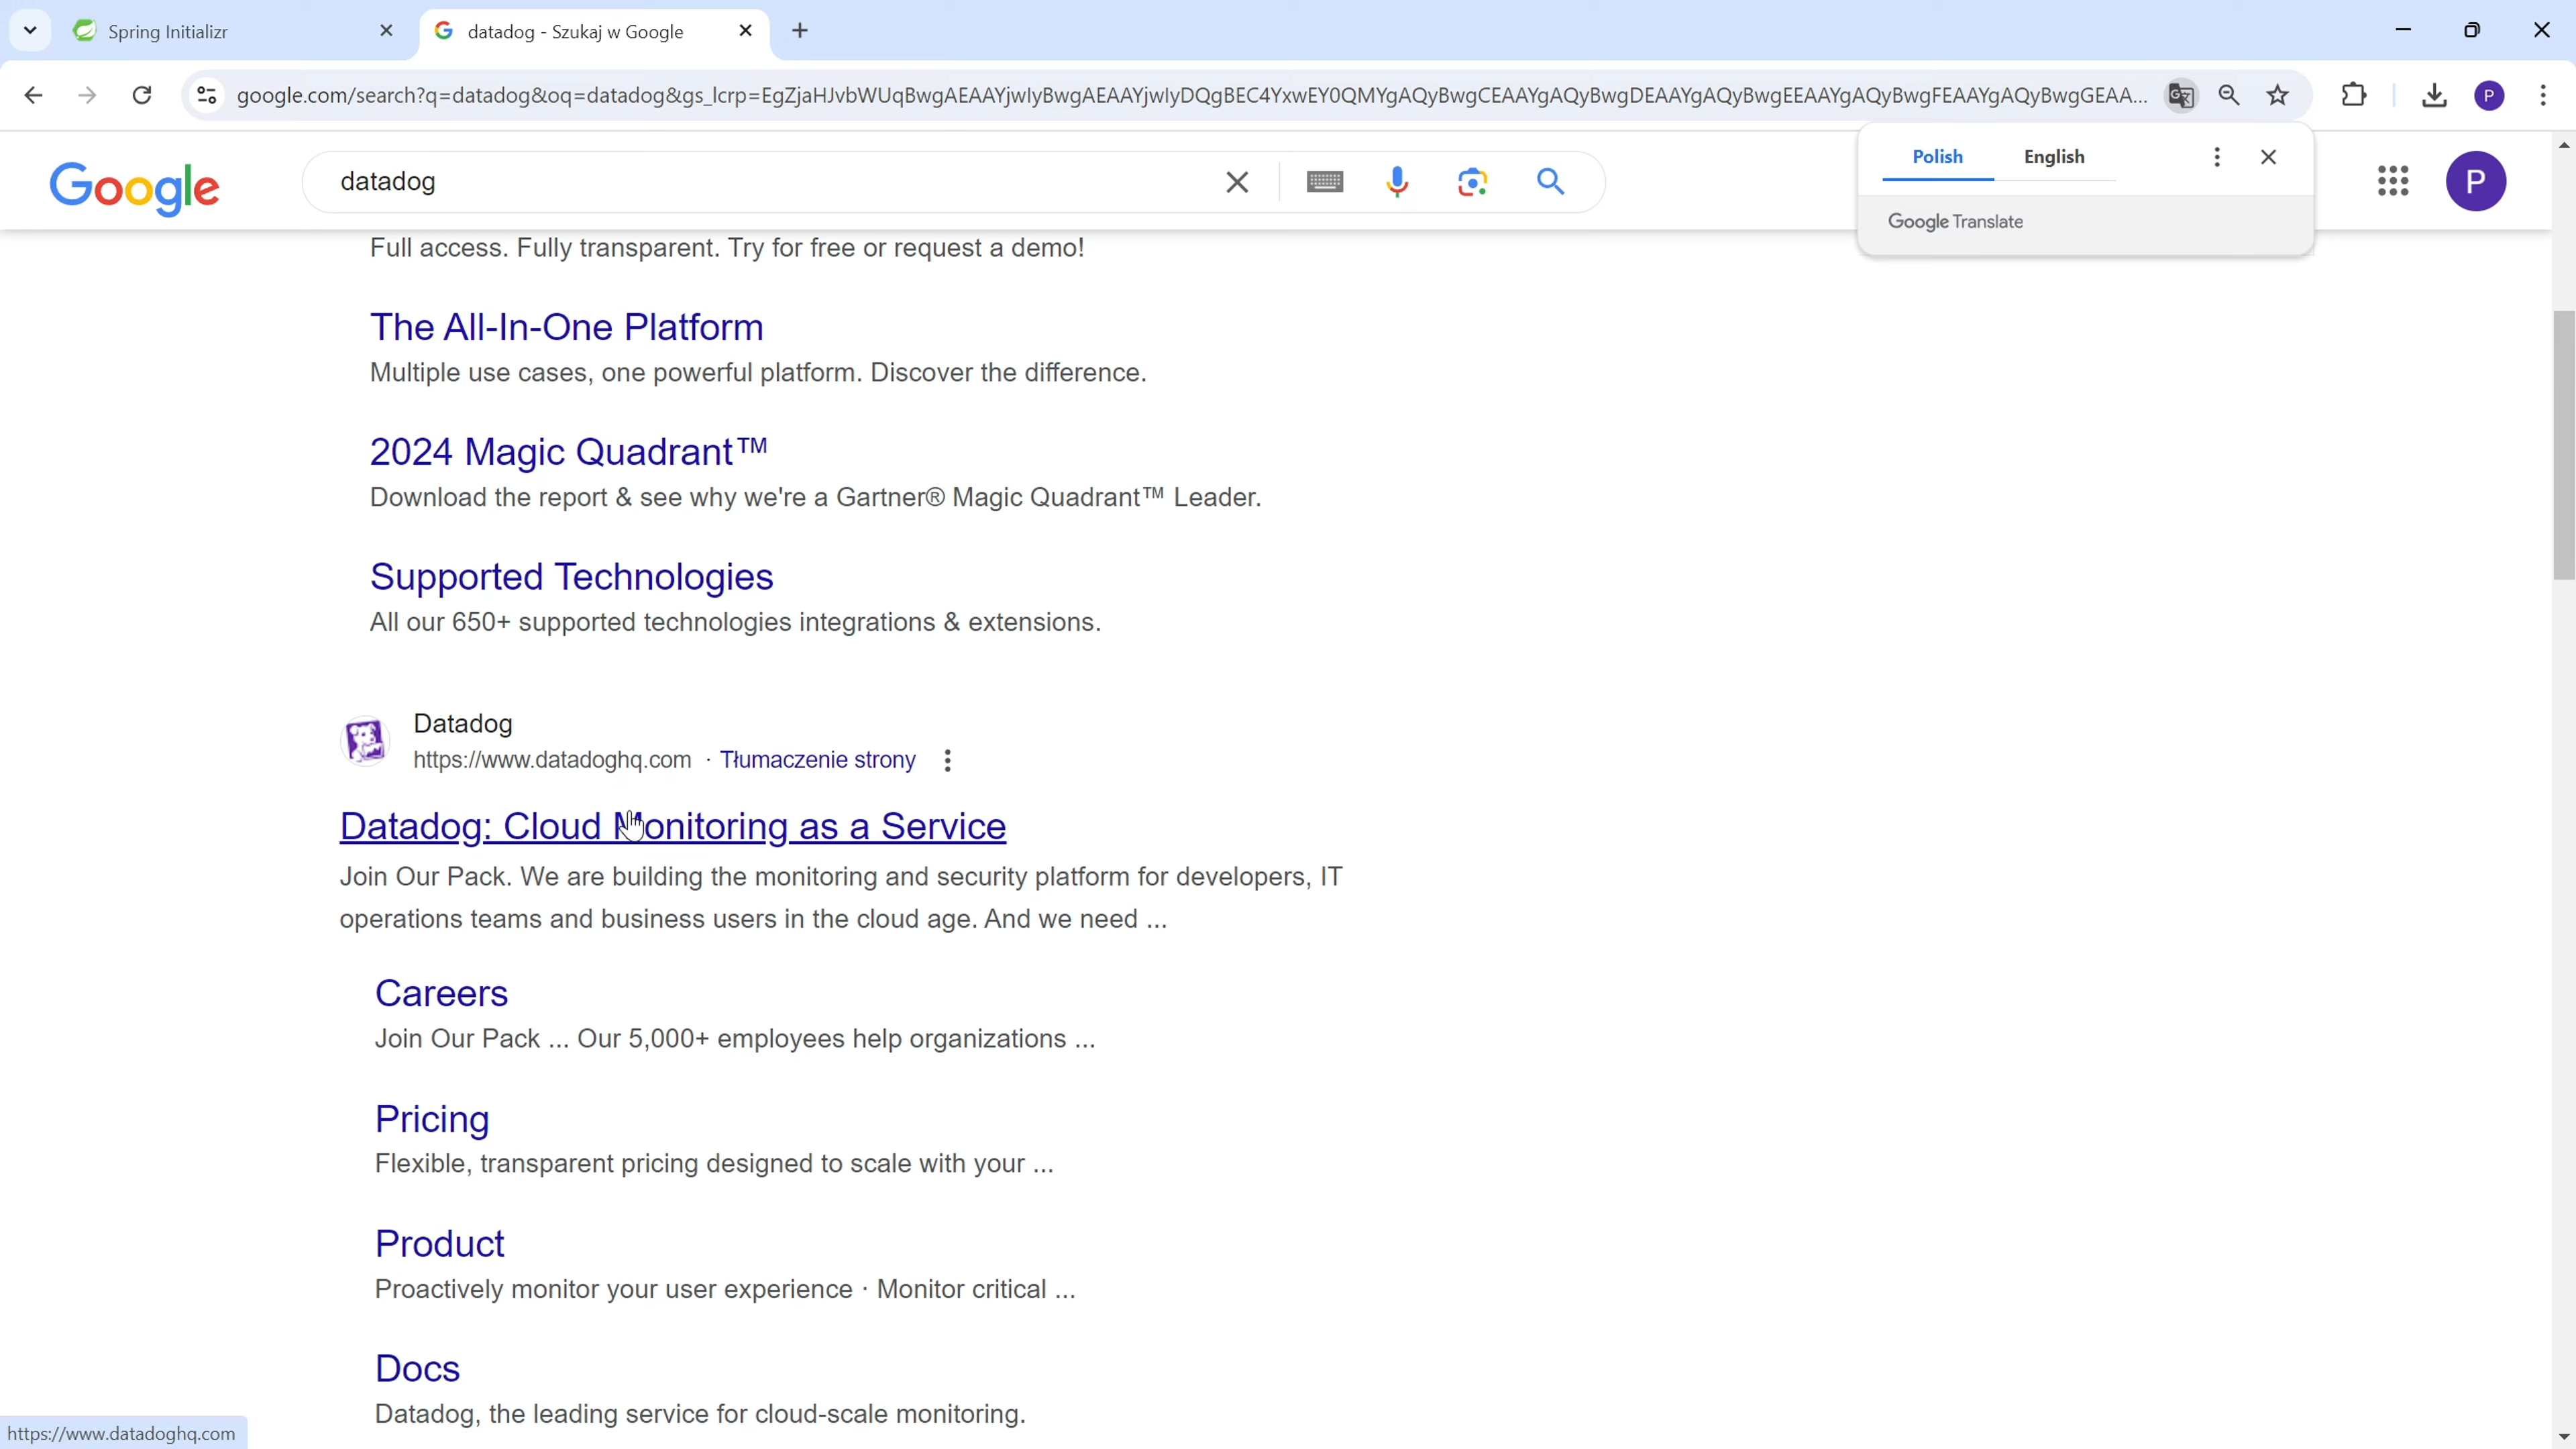 Spring Initializr
datadog - Szukaj w Google
google.com/search?q=datadog&oq=datadog&gs_lcrp=EgZjaHJvbWUqBwgAEAAYjwIyBwgAEAAYjwIyDQgBEC4YxwEY0QMYgAQyBwgCEAAYgAQyBwgDEAAYgAQyBwgEEAAYgAQyBwgFEAAYgAQyBwgGEAA...
P
Google
datadog
Polish English
Google Translate
P
Full access. Fully transparent. Try for free or request a demo!
The All-In-One Platform
Multiple use cases, one powerful platform. Discover the difference.
2024 Magic Quadrant™
Download the report & see why we're a Gartner® Magic Quadrant™ Leader.
Supported Technologies
All our 650+ supported technologies integrations & extensions.
Datadog
https://www.datadoghq.com · Tłumaczenie strony
Datadog: Cloud Monitoring as a Service
Join Our Pack. We are building the monitoring and security platform for developers, IT
operations teams and business users in the cloud age. And we need ...
Careers
Join Our Pack ... Our 5,000+ employees help organizations ...
Pricing
Flexible, transparent pricing designed to scale with your ...
Product
Proactively monitor your user experience · Monitor critical ...
Docs
Datadog, the leading service for cloud-scale monitoring.
https://www.datadoghq.com